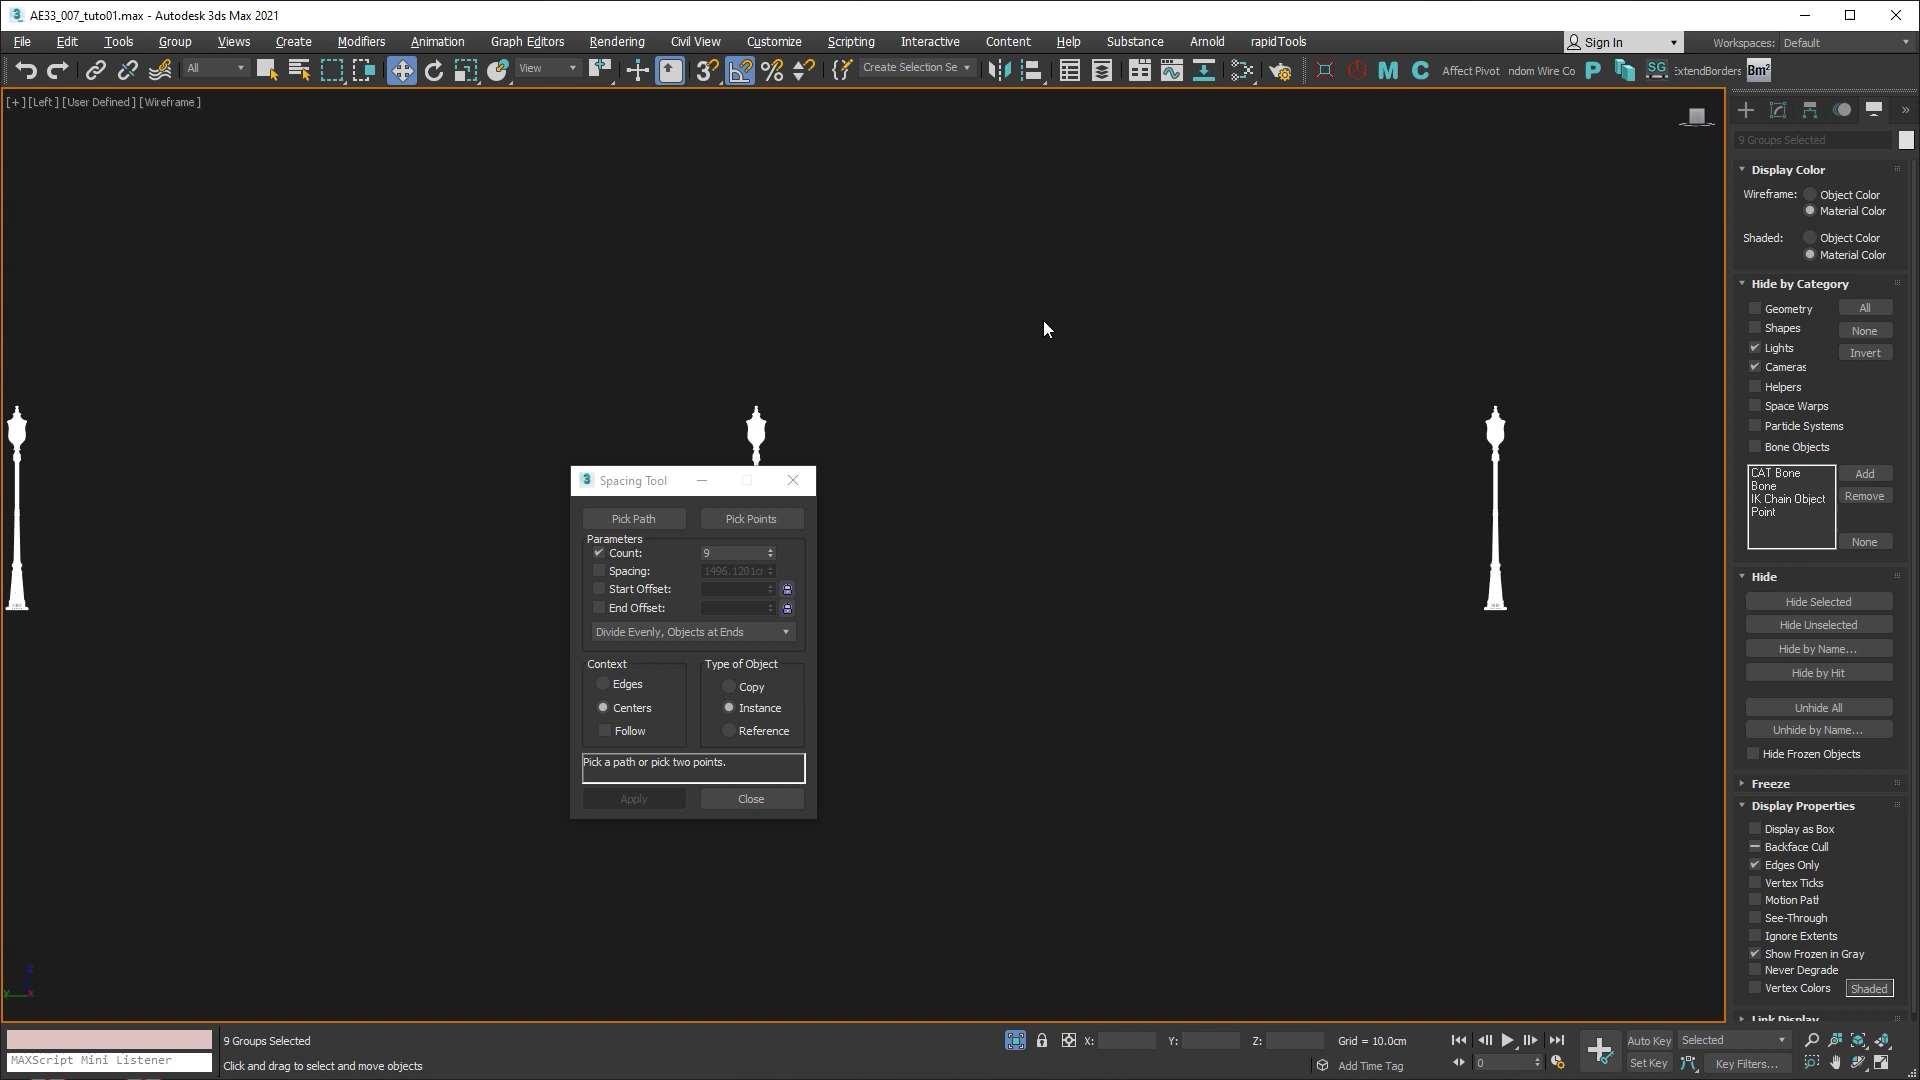 AE33_007_tuto01.max - Autodesk 3ds Max 2021
File Edit Tools Group Views Create Modifiers Animation Graph Editors Rendering Civil View Customize Scripting Interactive Content Help Substance Arnold rapidTools
Sign In
Workspaces: Default
All
View
Create Selection Se
Affect Pivot
ndom Wire Co
ExtendBorders
[+] [Left ] [User Defined ] [Wireframe ]
9 Groups Selected
Display Color
Wireframe: Object Color
Material Color
Shaded: Object Color
Material Color
Hide by Category
Geometry All
Shapes None
Lights Invert
Cameras
Helpers
Space Warps
Particle Systems
Bone Objects
CAT Bone Add
Bone Remove
IK Chain Object
Point
None
Hide
Hide Selected
Hide Unselected
Hide by Name...
Hide by Hit
Unhide All
Unhide by Name...
Hide Frozen Objects
Freeze
Display Properties
Display as Box
Backface Cull
Edges Only
Vertex Ticks
Motion Path
See-Through
Ignore Extents
Show Frozen in Gray
Never Degrade
Vertex Colors Shaded
Link Display
Spacing Tool
Pick Path Pick Points
Parameters
Count: 9
Spacing: 1496.1201cr
Start Offset:
End Offset:
Divide Evenly, Objects at Ends
Context Type of Object
Edges Copy
Centers Instance
Follow Reference
Pick a path or pick two points.
Apply Close
z
y x
MAXScript Mini Listener
9 Groups Selected
Click and drag to select and move objects
X: Y: Z: Grid = 10.0cm
Add Time Tag
0
Auto Key Selected
Set Key Key Filters...